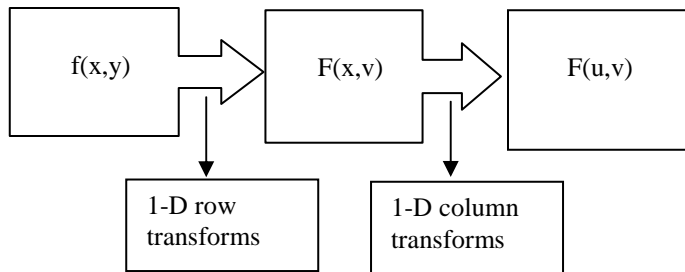 f(x,y)
F(x,v)
F(u,v)
1-D row
transforms
1-D column
transforms